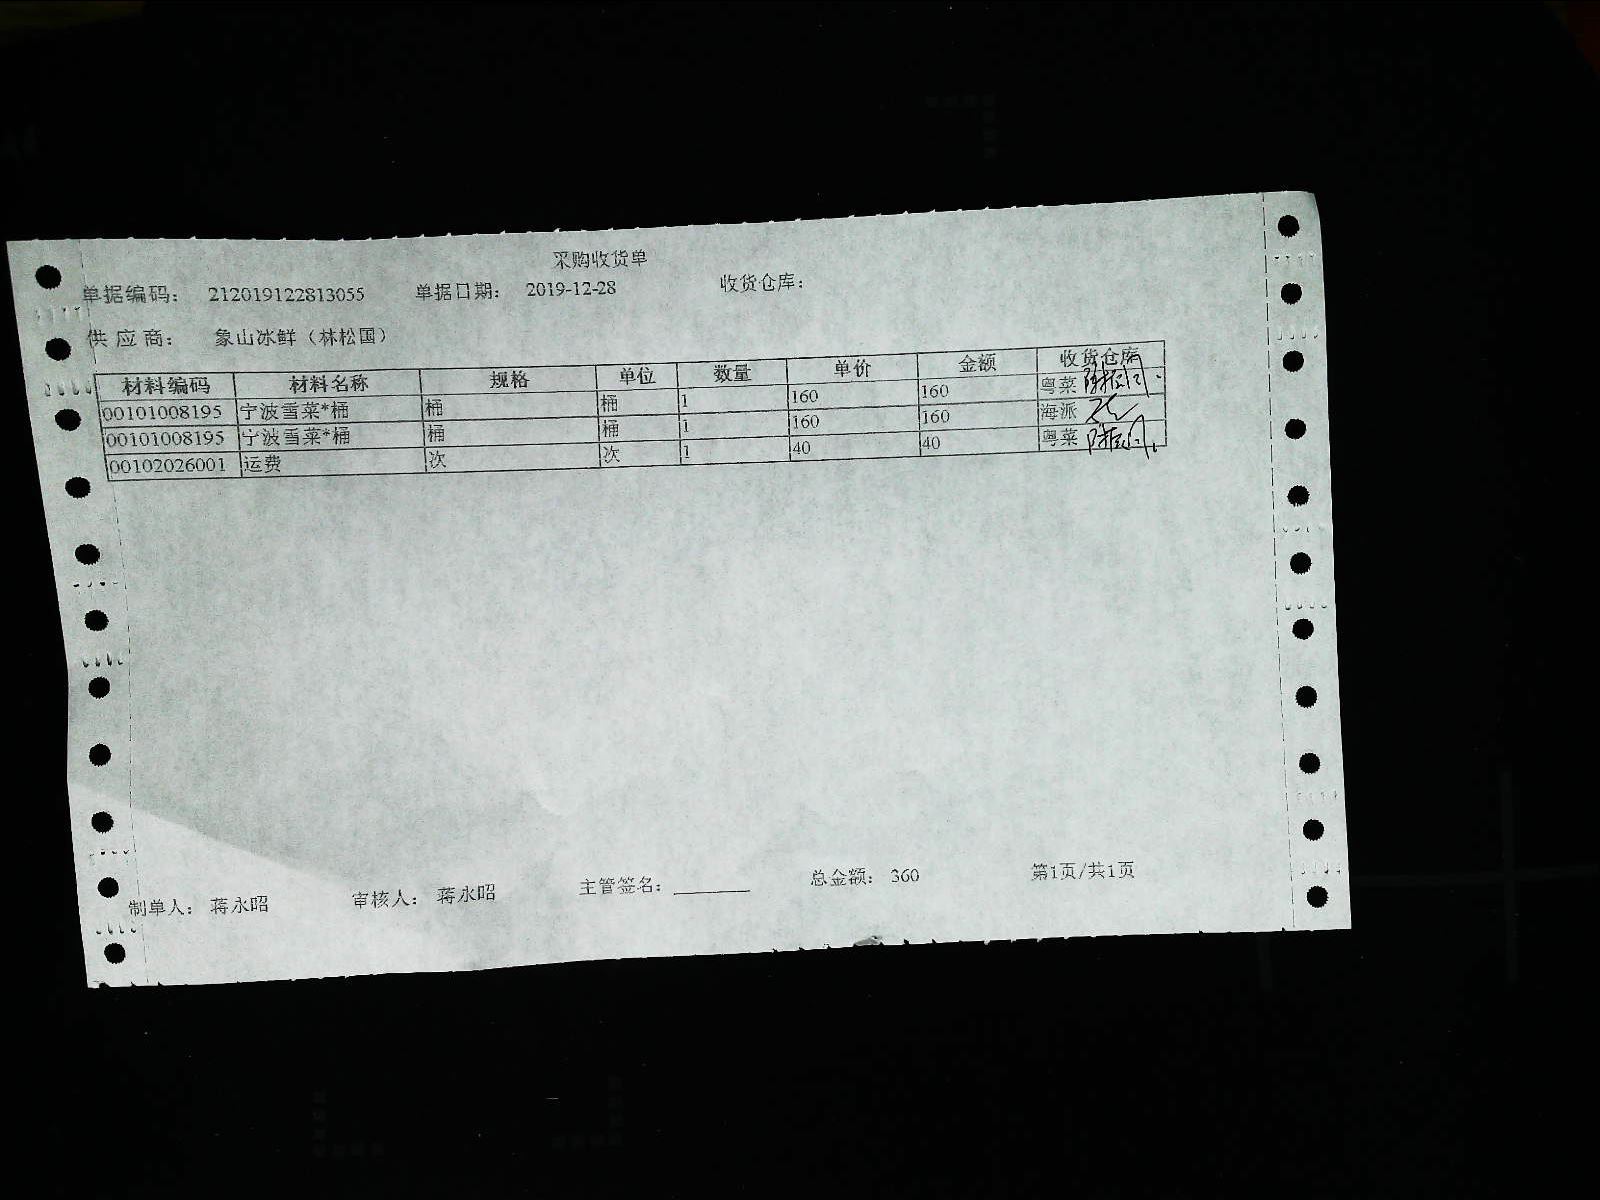 采购收货单
单据编码： 212019122813055 单据日期： 2019-12-28 收货仓库：
供应商： 象山冰鲜（林松国）
材料编码 材料名称 规格 单位 数量 单价 金额 收货仓库
00101008195 宁波雪菜*桶 桶 桶 1 160 160 粤菜
00101008195 宁波雪菜*桶 桶 桶 1 160 160 海派
00102026001 运费 次 次 1 40 40 粤菜
制单人： 蒋永昭 审核人： 蒋永昭 主管签名： 总金额： 360 第1页/共1页